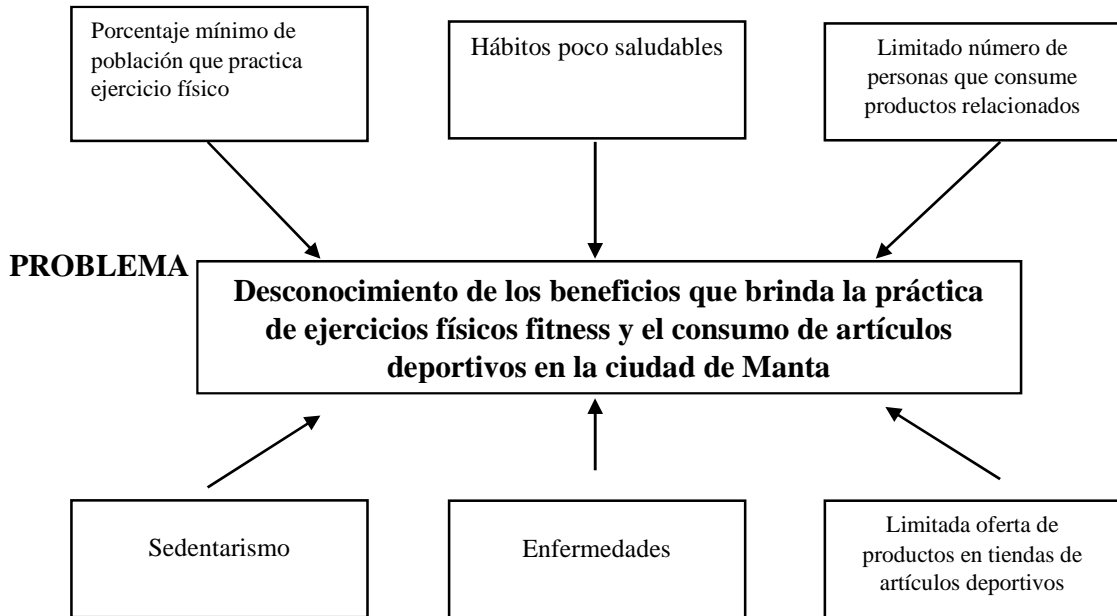 Porcentaje mínimo de
población que practica
ejercicio físico
Hábitos poco saludables
Limitado número de
personas que consume
productos relacionados
PROBLEMA
Desconocimiento de los beneficios que brinda la práctica
de ejercicios físicos fitness y el consumo de artículos
deportivos en la ciudad de Manta
Sedentarismo
Enfermedades
Limitada oferta de
productos en tiendas de
artículos deportivos